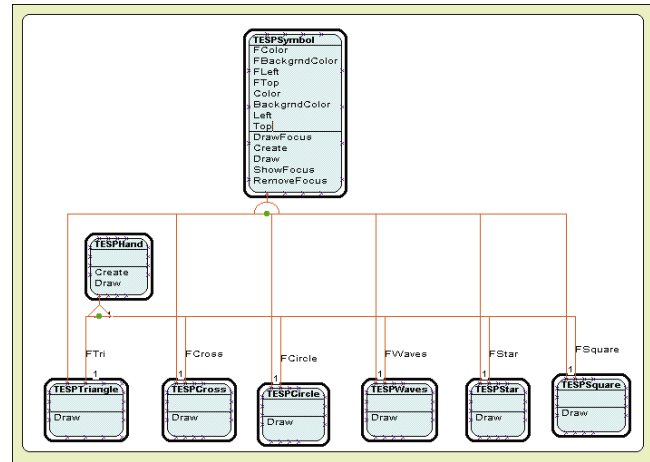 TESPSymbol
FColor
FBackgrndColor
FLeft
FTop
Color
BackgrndColor
Left
Top
DrawFocus
Create
Draw
ShowFocus
RemoveFocus
TESPHand
Create
Draw
1
FTri
FCross
FCircle
FWaves
FStar
FSquare
1
1
1
1
1
1
TESPTriangle
TESPCross
TESPCircle
TESPWaves
TESPStar
TESPSquare
Draw
Draw
Draw
Draw
Draw
Draw